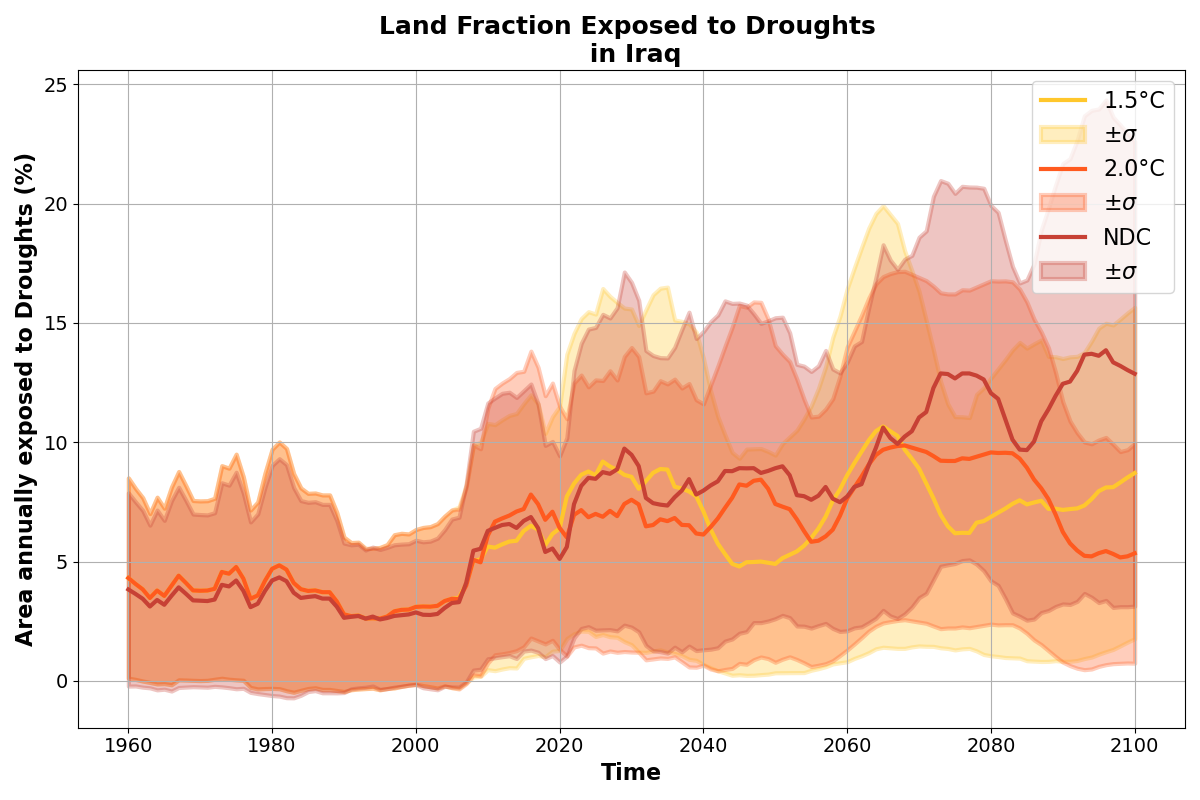 Land Fraction Exposed to Droughts
in Iraq
Area annually exposed to Droughts (%)
25
20
15
10
5
0
1960 1980 2000 2020 2040 2060 2080 2100
Time
1.5°C
±σ
2.0°C
±σ
NDC
±σ